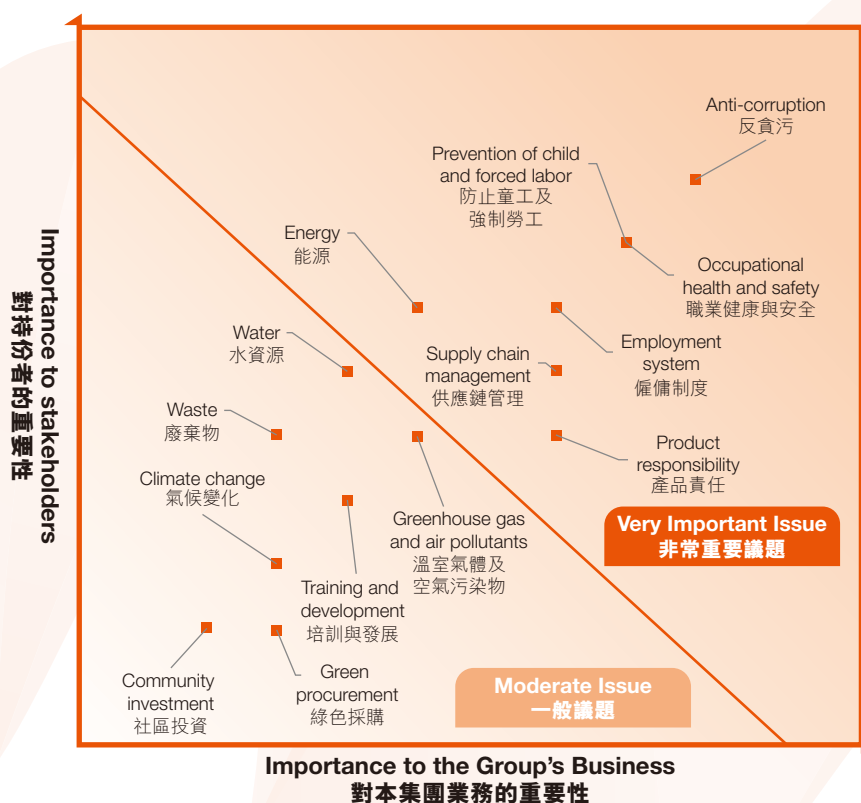 Anti-corruption
反貪污
Prevention of child
and forced labor
防止童工及
強制勞工
Energy
能源
Occupational
health and safety
職業健康與安全
Water
水資源
Supply chain
management
供應鏈管理
Employment
system
僱傭制度
Waste
廢棄物
Product
responsibility
產品責任
Climate change
氣候變化
Greenhouse gas
and air pollutants
溫室氣體及
空氣污染物
Very Important Issue
非常重要議題
Training and
development
培訓與發展
Community
investment
社區投資
Green
procurement
綠色採購
Moderate Issue
一般議題
Importance to stakeholders
對持份者的重要性
Importance to the Group's Business
對本集團業務的重要性